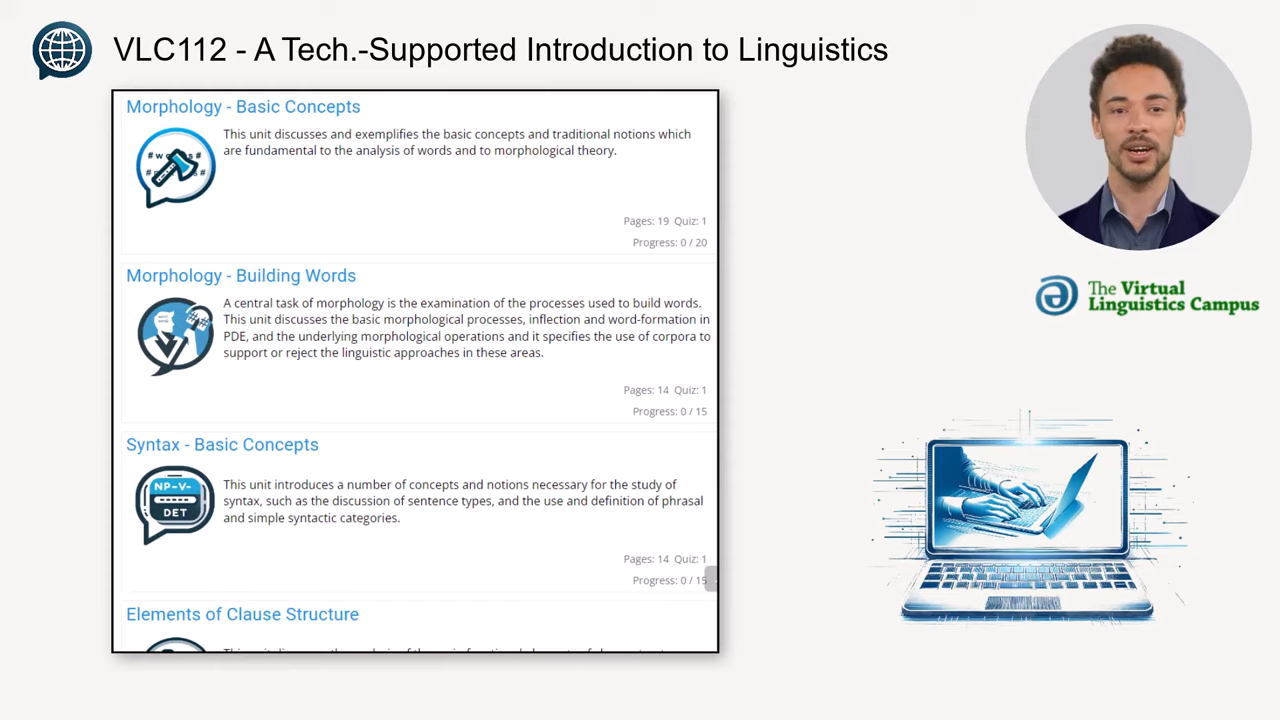 VLC112 - A Tech.-Supported Introduction to Linguistics
Morphology - Basic Concepts
This unit discusses and exemplifies the basic concepts and traditional notions which
are fundamental to the analysis of words and to morphological theory.
Pages: 19 Quiz: 1
Progress: 0 / 20
Morphology - Building Words
A central task of morphology is the examination of the processes used to build words.
This unit discusses the basic morphological processes, inflection and word-formation in
PDE, and the underlying morphological operations and it specifies the use of corpora to
support or reject the linguistic approaches in these areas.
Pages: 14 Quiz: 1
Progress: 0 / 15
Syntax - Basic Concepts
NP-V-
DET
This unit introduces a number of concepts and notions necessary for the study of
syntax, such as the discussion of sentence types, and the use and definition of phrasal
and simple syntactic categories.
Pages: 14 Quiz: 1
Progress: 0 / 15
Elements of Clause Structure
The Virtual
Linguistics Campus